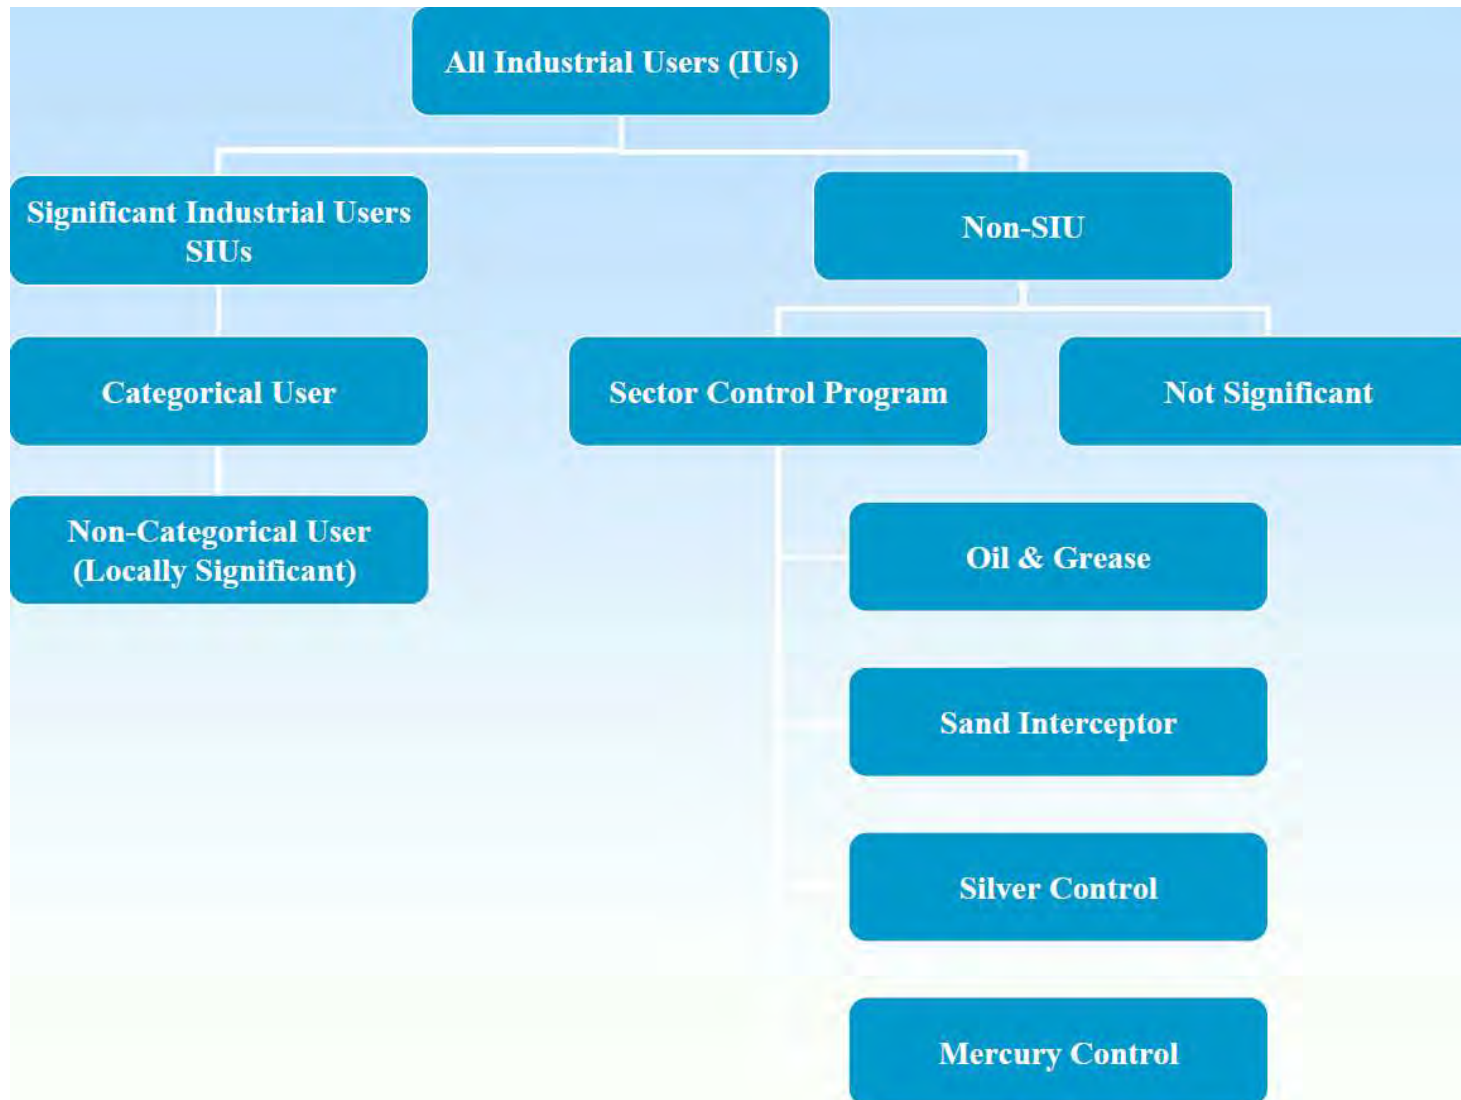 All Industrial Users (IUs)
Significant Industrial Users
SIUs
Non-SIU
Categorical User
Sector Control Program
Not Significant
Non-Categorical User
(Locally Significant)
Oil & Grease
Sand Interceptor
Silver Control
Mercury Control